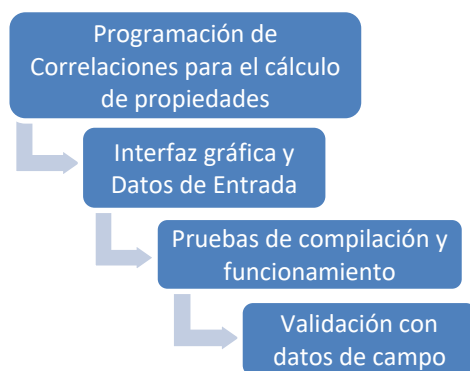 Programación de
Correlaciones para el cálculo
de propiedades
Interfaz gráfica y
Datos de Entrada
Pruebas de compilación y
funcionamiento
Validación con
datos de campo